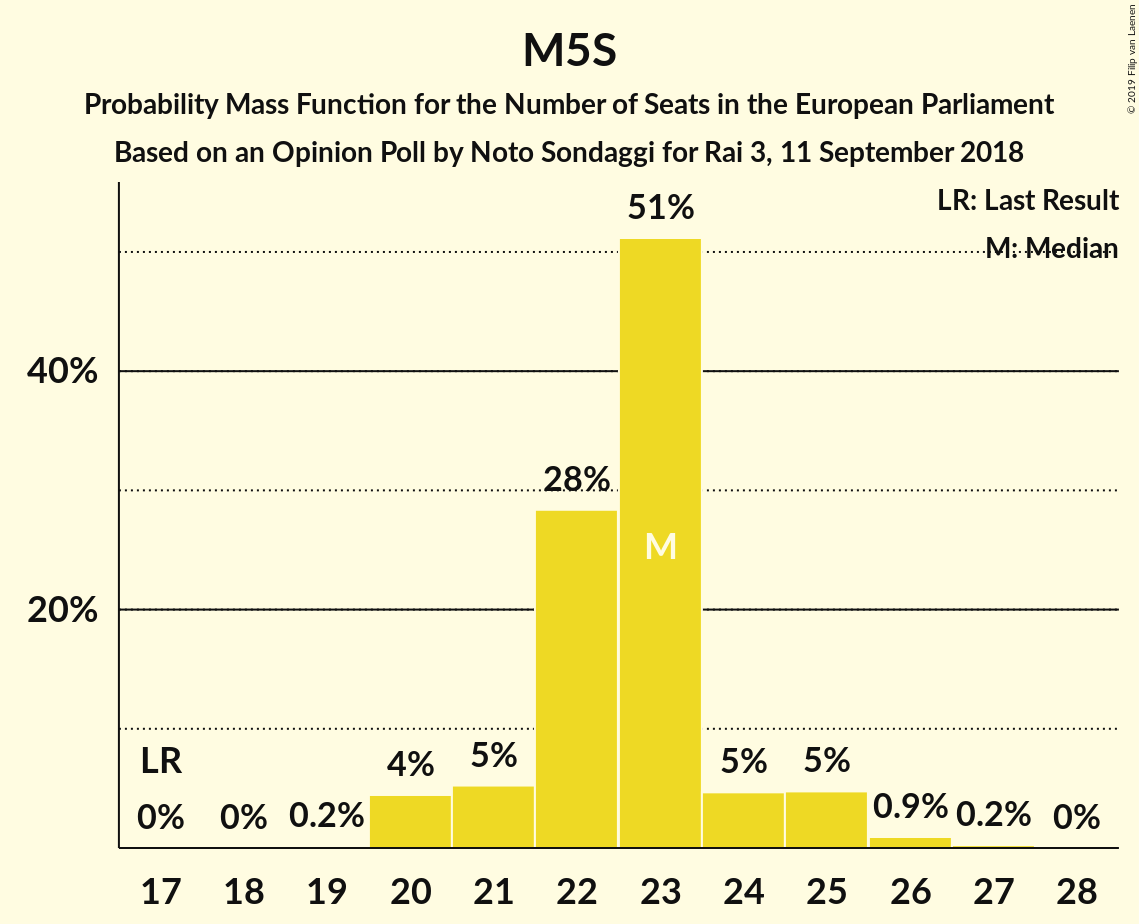 M5S
Probability Mass Function for the Number of Seats in the European Parliament
Based on an Opinion Poll by Noto Sondaggi for Rai 3, 11 September 2018
© 2019 Filip van Laenen
LR: Last Result
M: Median
51%
40%
28%
M
20%
LR
0%
0%
0.2%
4%
5%
5%
5%
0.9%
0.2%
0%
17 18 19 20 21 22 23 24 25 26 27 28